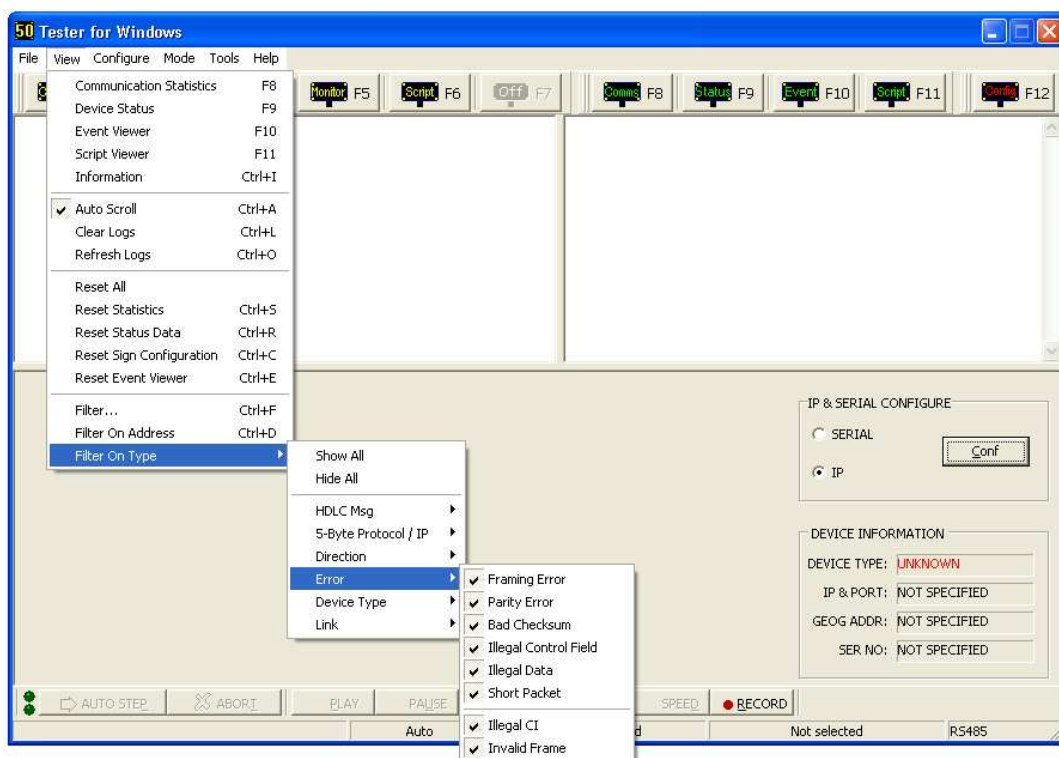 50 Tester for Windows
File View Configure Mode Tools Help
Monitor F5 Script F6 Off F7 Comms F8 Status F9 Event F10 Script F11 Config F12
Communication Statistics F8
Device Status F9
Event Viewer F10
Script Viewer F11
Information Ctrl+I
Auto Scroll Ctrl+A
Clear Logs Ctrl+L
Refresh Logs Ctrl+O
Reset All
Reset Statistics Ctrl+S
Reset Status Data Ctrl+R
Reset Sign Configuration Ctrl+C
Reset Event Viewer Ctrl+E
Filter... Ctrl+F
Filter On Address Ctrl+D
Filter On Type
Show All
Hide All
HDLC Msg
5-Byte Protocol / IP
Direction
Error
Device Type
Link
Framing Error
Parity Error
Bad Checksum
Illegal Control Field
Illegal Data
Short Packet
Illegal CI
Invalid Frame
IP & SERIAL CONFIGURE
SERIAL
IP
Conf
DEVICE INFORMATION
DEVICE TYPE: UNKNOWN
IP & PORT: NOT SPECIFIED
GEOG ADDR: NOT SPECIFIED
SER NO: NOT SPECIFIED
AUTO STEP ABORT PLAY PAUSE SPEED RECORD
Auto Not selected RS485